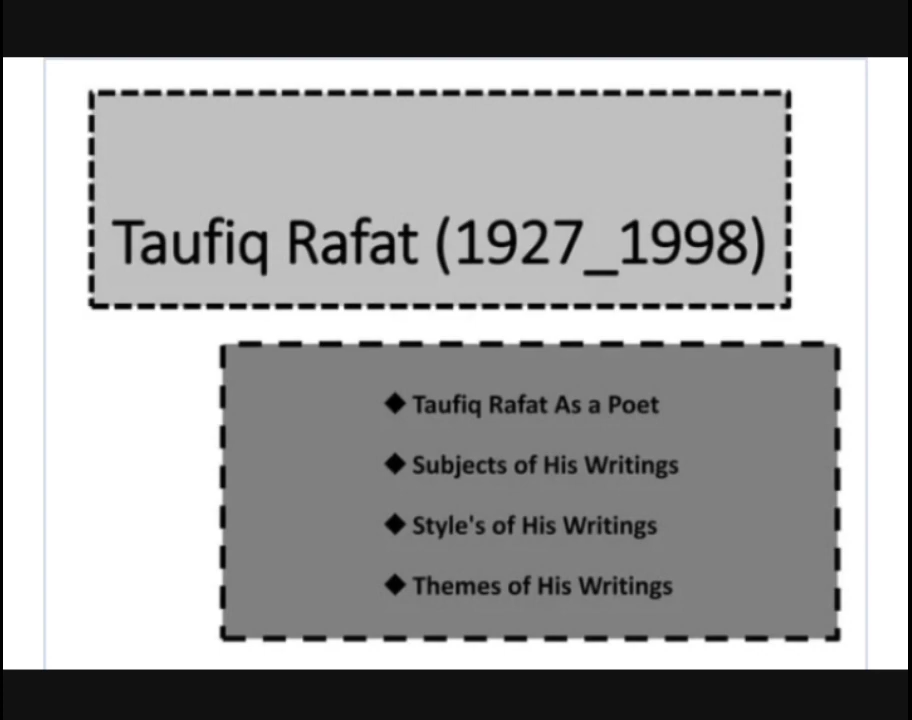 Taufiq Rafat (1927_1998)
◆ Taufiq Rafat As a Poet
◆ Subjects of His Writings
◆ Style's of His Writings
◆ Themes of His Writings